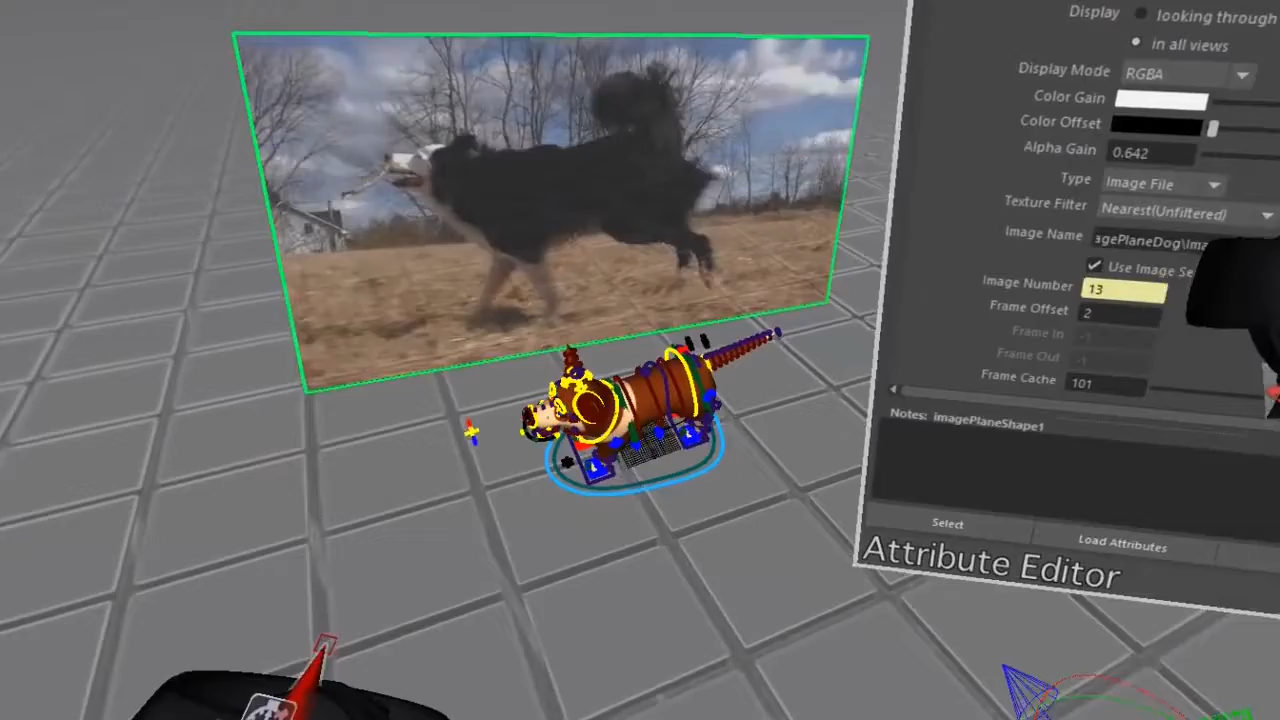 Display looking through
in all views
Display Mode RGBA
Color Gain
Color Offset
Alpha Gain 0.642
Type Image File
Texture Filter Nearest(Unfiltered)
Image Name agePlaneDog\Ima
Use Image Se
Image Number 13
Frame Offset 2
Frame In -1
Frame Out -1
Frame Cache 101
Notes: imagePlaneShape1
Select Load Attributes
Attribute Editor